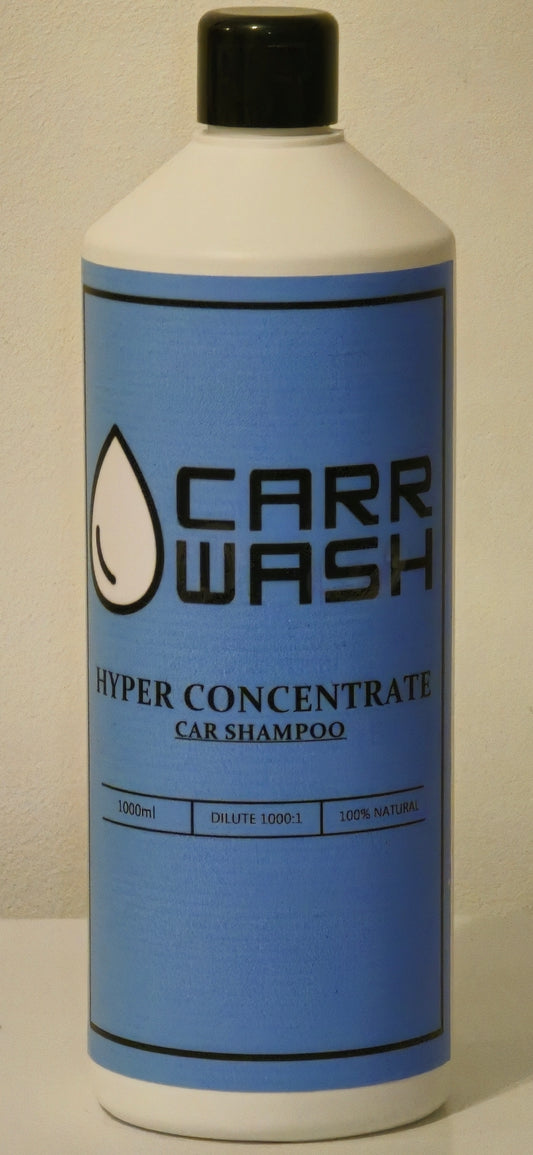 CARR
WASH
HYPER CONCENTRATE
CAR SHAMPOO
1000ml DILUTE 1000:1 100% NATURAL